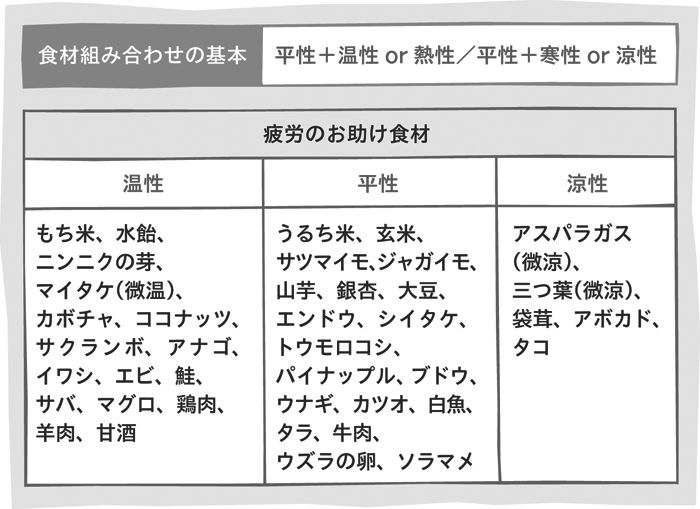 食材組み合わせの基本
平性＋温性 or 熱性／平性＋寒性 or 涼性
疲労のお助け食材
温性
平性
涼性
もち米、水飴、
ニンニクの芽、
マイタケ(微温)、
カボチャ、ココナッツ、
サクランボ、アナゴ、
イワシ、エビ、鮭、
サバ、マグロ、鶏肉、
羊肉、甘酒
うるち米、玄米、
サツマイモ、ジャガイモ、
山芋、銀杏、大豆、
エンドウ、シイタケ、
トウモロコシ、
パイナップル、ブドウ、
ウナギ、カツオ、白魚、
タラ、牛肉、
ウズラの卵、ソラマメ
アスパラガス
(微涼)、
三つ葉(微涼)、
袋茸、アボカド、
タコ